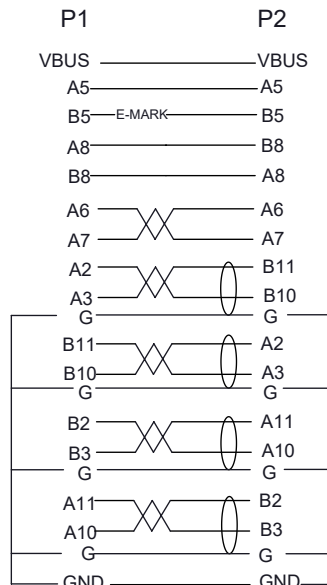 P1 P2
VBUS VBUS
A5 A5
B5 E-MARK B5
A8 B8
B8 A8
A6 A6
A7 A7
A2 B11
A3 B10
G G
B11 A2
B10 A3
G G
B2 A11
B3 A10
G G
A11 B2
A10 B3
G G
GND GND